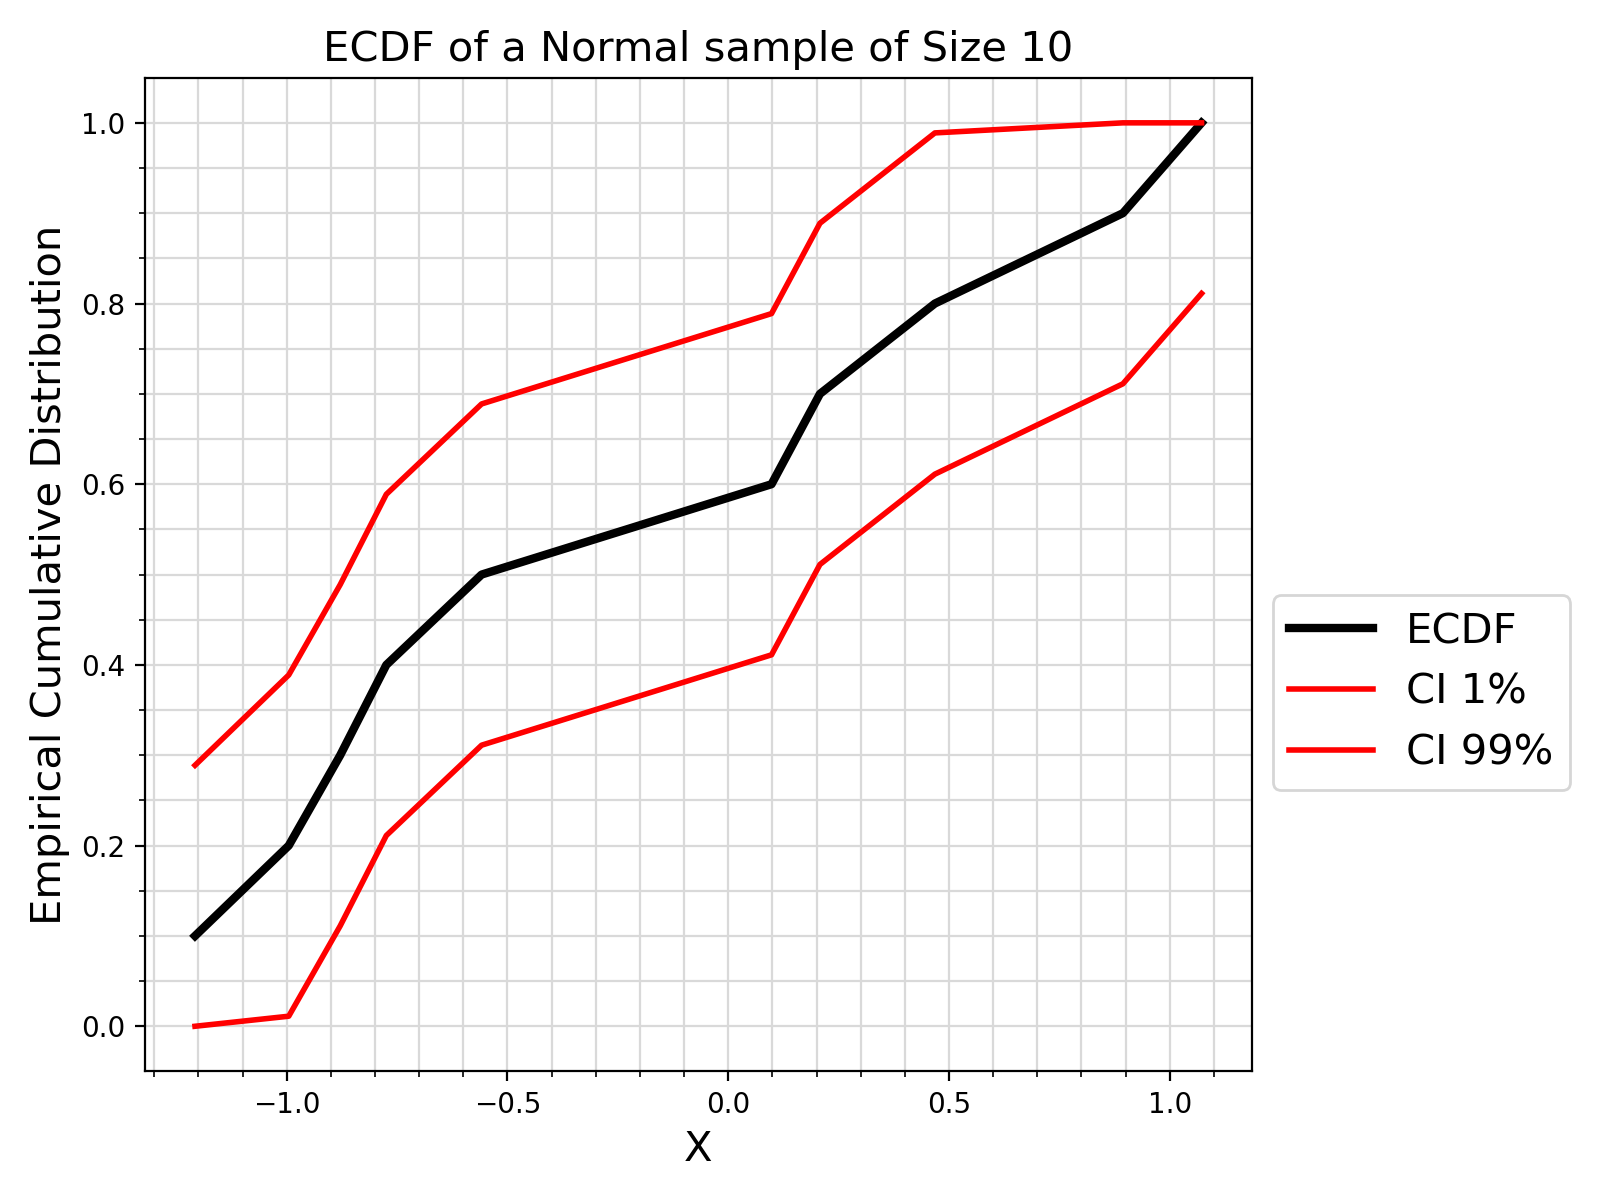 ECDF of a Normal sample of Size 10
Empirical Cumulative Distribution
1.0
0.8
0.6
0.4
0.2
0.0
−1.0 −0.5 0.0 0.5 1.0
X
ECDF
CI 1%
CI 99%